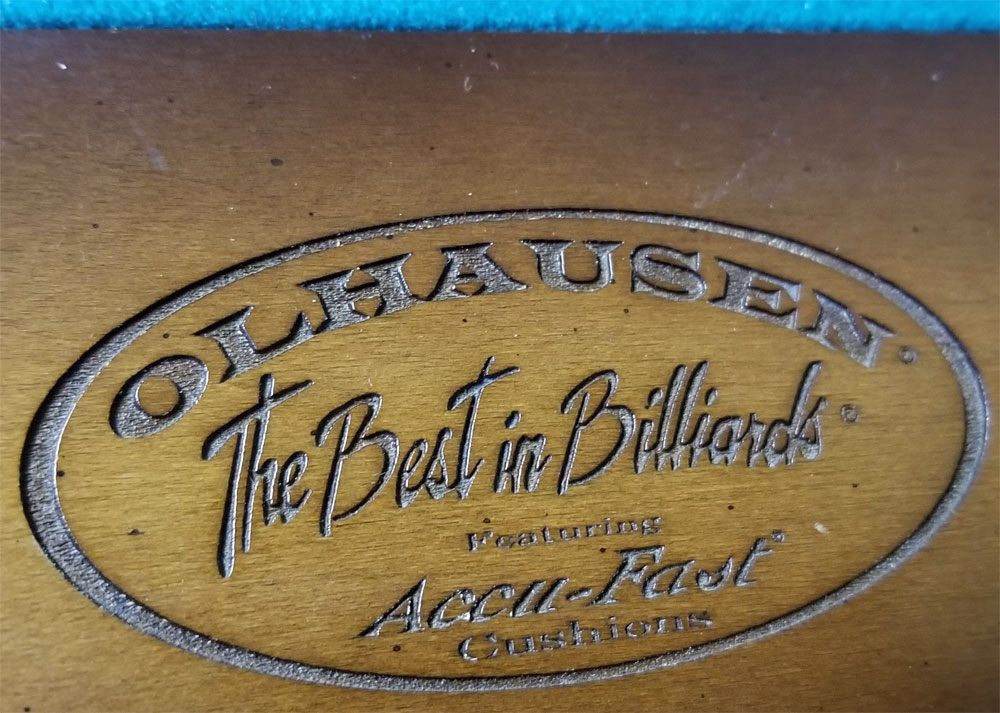 OLHAUSEN®
The Best in Billiards®
Featuring
Accu-Fast®
Cushions